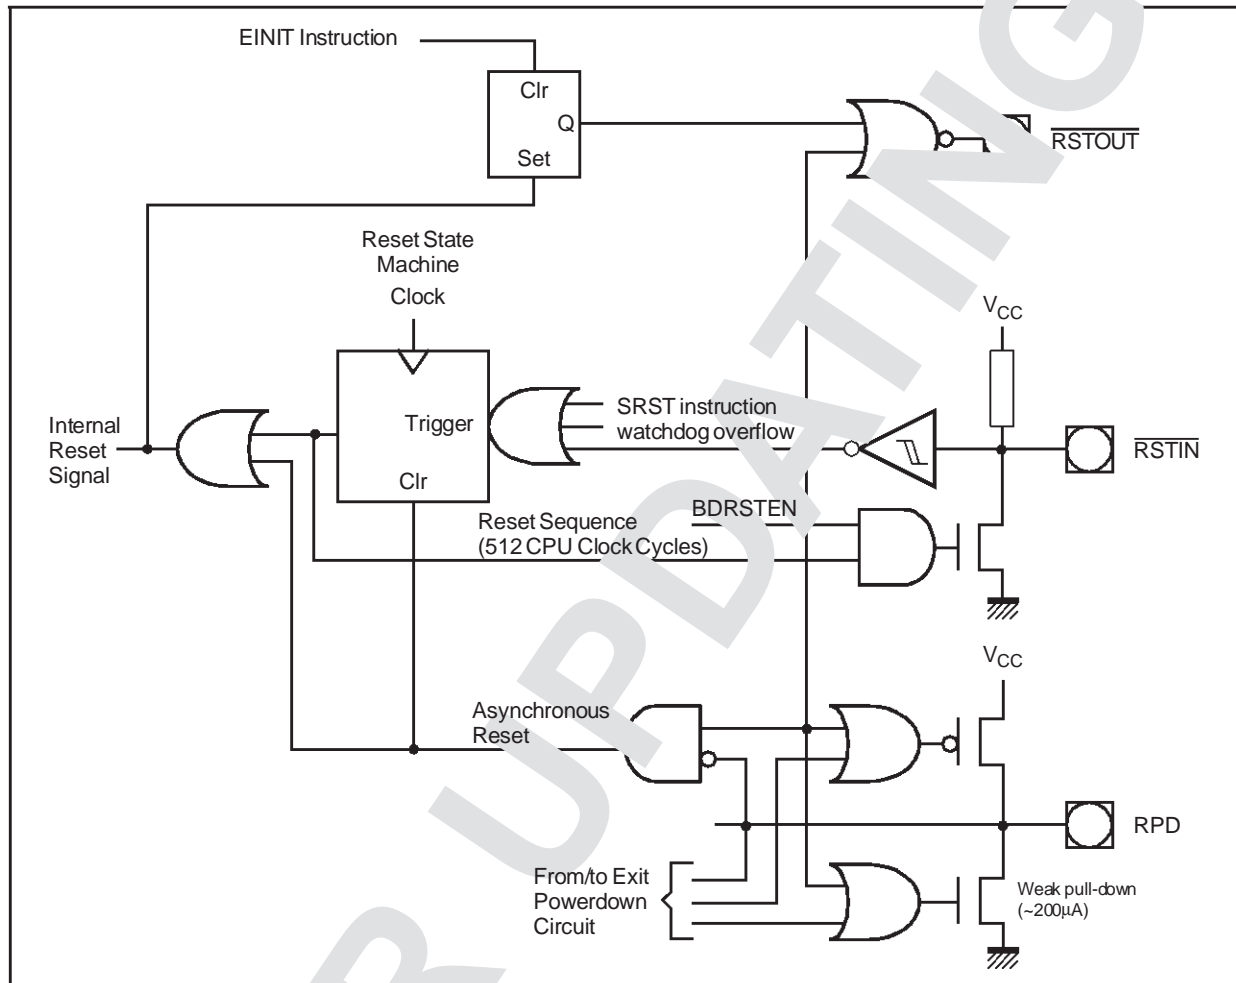 EINIT Instruction
Clr
Q
Set
RSTOUT
Reset State
Machine
Clock
VCC
Internal
Reset
Signal
Trigger
Clr
SRST instruction
watchdog overflow
RSTIN
BDRSTEN
Reset Sequence
(512 CPU Clock Cycles)
VCC
Asynchronous
Reset
RPD
From/to Exit
Powerdown
Circuit
Weak pull-down
(~200µA)
R UPDATING